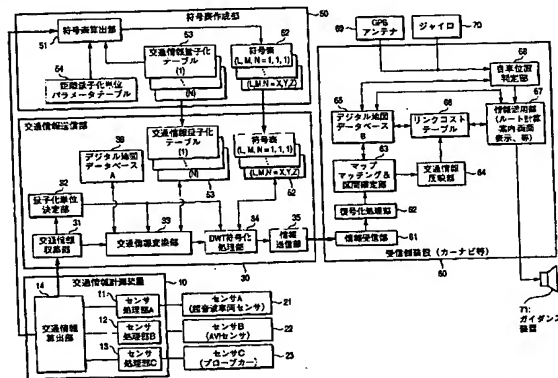 符号表作成部
50
51
符号表算出部
53
交通情報量子化
テーブル
(1)
(N)
52
符号表
(L, M, N = 1, 1, 1)
(L,M,N=X,Y,Z)
54
距離量子化単位
パラメータテーブル
交通情報送信部
36
デジタル地図
データベース
A
交通情報量子化
テーブル
(1)
(N)
53
符号表
(L, M, N = 1, 1, 1)
(L,M,N=X,Y,Z)
52
32
量子化単位
決定部
31
交通情報
収集部
33
交通情報変換部
34
DWT符号化
処理部
35
情報
送信部
30
交通情報計測装置
10
14
交通情報
算出部
11
センサ
処理部A
センサA
(超音波車両センサ)
21
12
センサ
処理部B
センサB
(AVIセンサ)
22
13
センサ
処理部C
センサC
(プローブカー)
23
69
GPS
アンテナ
ジャイロ
70
68
自車位置
判定部
67
情報活用部
(ルート計算
案内画面
表示、等)
65
デジタル地図
データベース
B
66
リンクコスト
テーブル
63
マップ
マッチング&
区間確定部
交通情報
反映部
64
復号化処理部
62
情報受信部
61
受信側装置 (カーナビ等)
60
71:
ガイダンス
装置